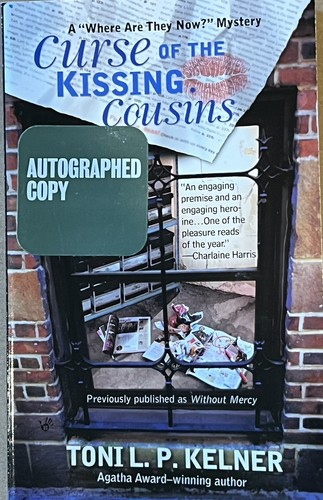 A "Where Are They Now?" Mystery
Curse OF THE
KISSING
Cousins
AUTOGRAPHED
COPY
"An engaging
premise and an
engaging hero-
ine...One of the
pleasure reads
of the year."
—Charlaine Harris
Previously published as Without Mercy
TONI L. P. KELNER
Agatha Award–winning author